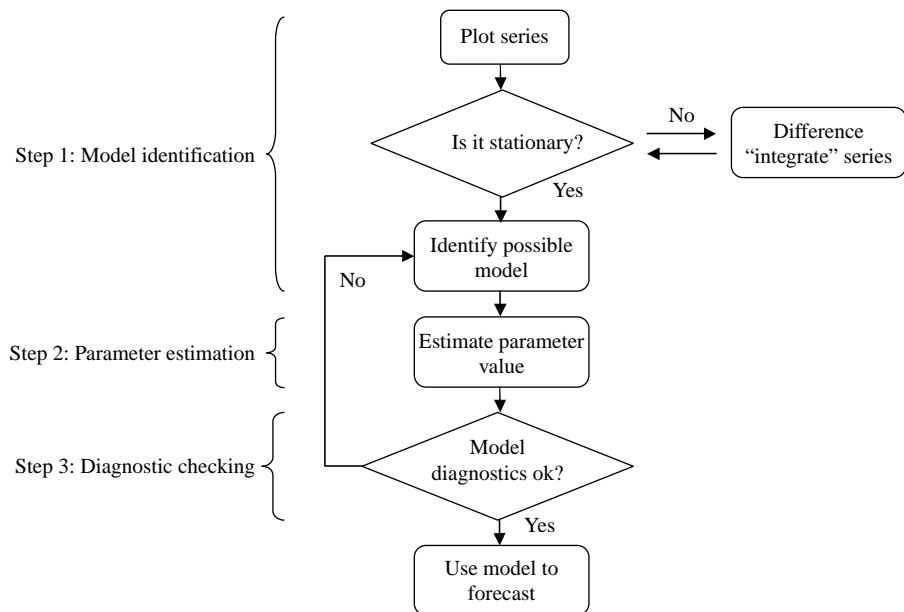 Plot series
Is it stationary?
No
Difference
“integrate” series
Step 1: Model identification
Yes
Identify possible
model
No
Step 2: Parameter estimation
Estimate parameter
value
Step 3: Diagnostic checking
Model
diagnostics ok?
Yes
Use model to
forecast